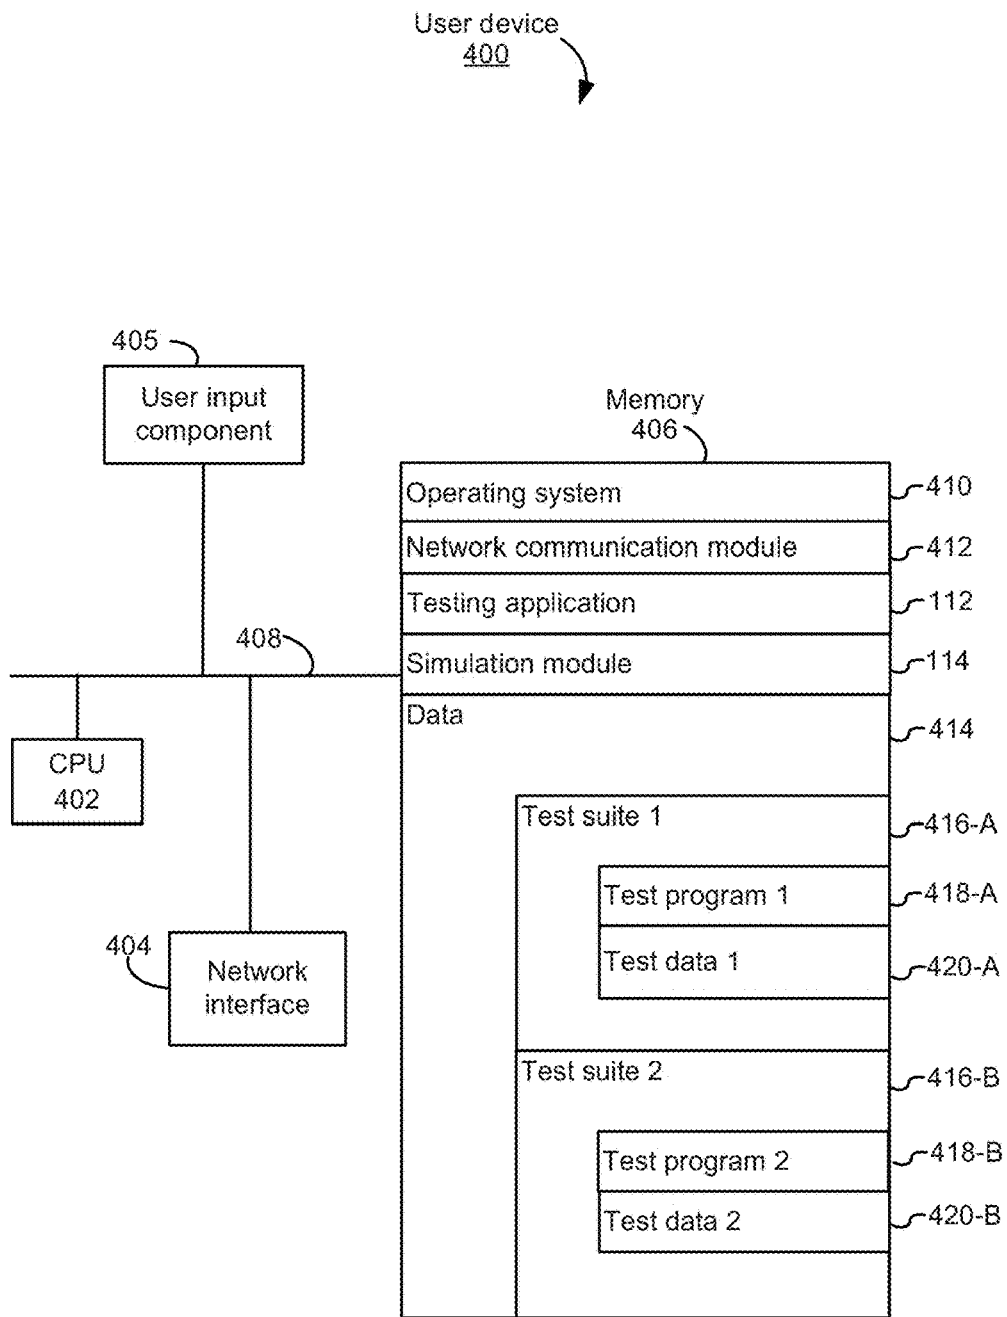 User device
400
405
User input
component
Memory
406
Operating system
410
Network communication module
412
Testing application
112
408
Simulation module
114
Data
414
CPU
402
Test suite 1
416-A
Test program 1
418-A
404
Network
interface
Test data 1
420-A
Test suite 2
416-B
Test program 2
418-B
Test data 2
420-B